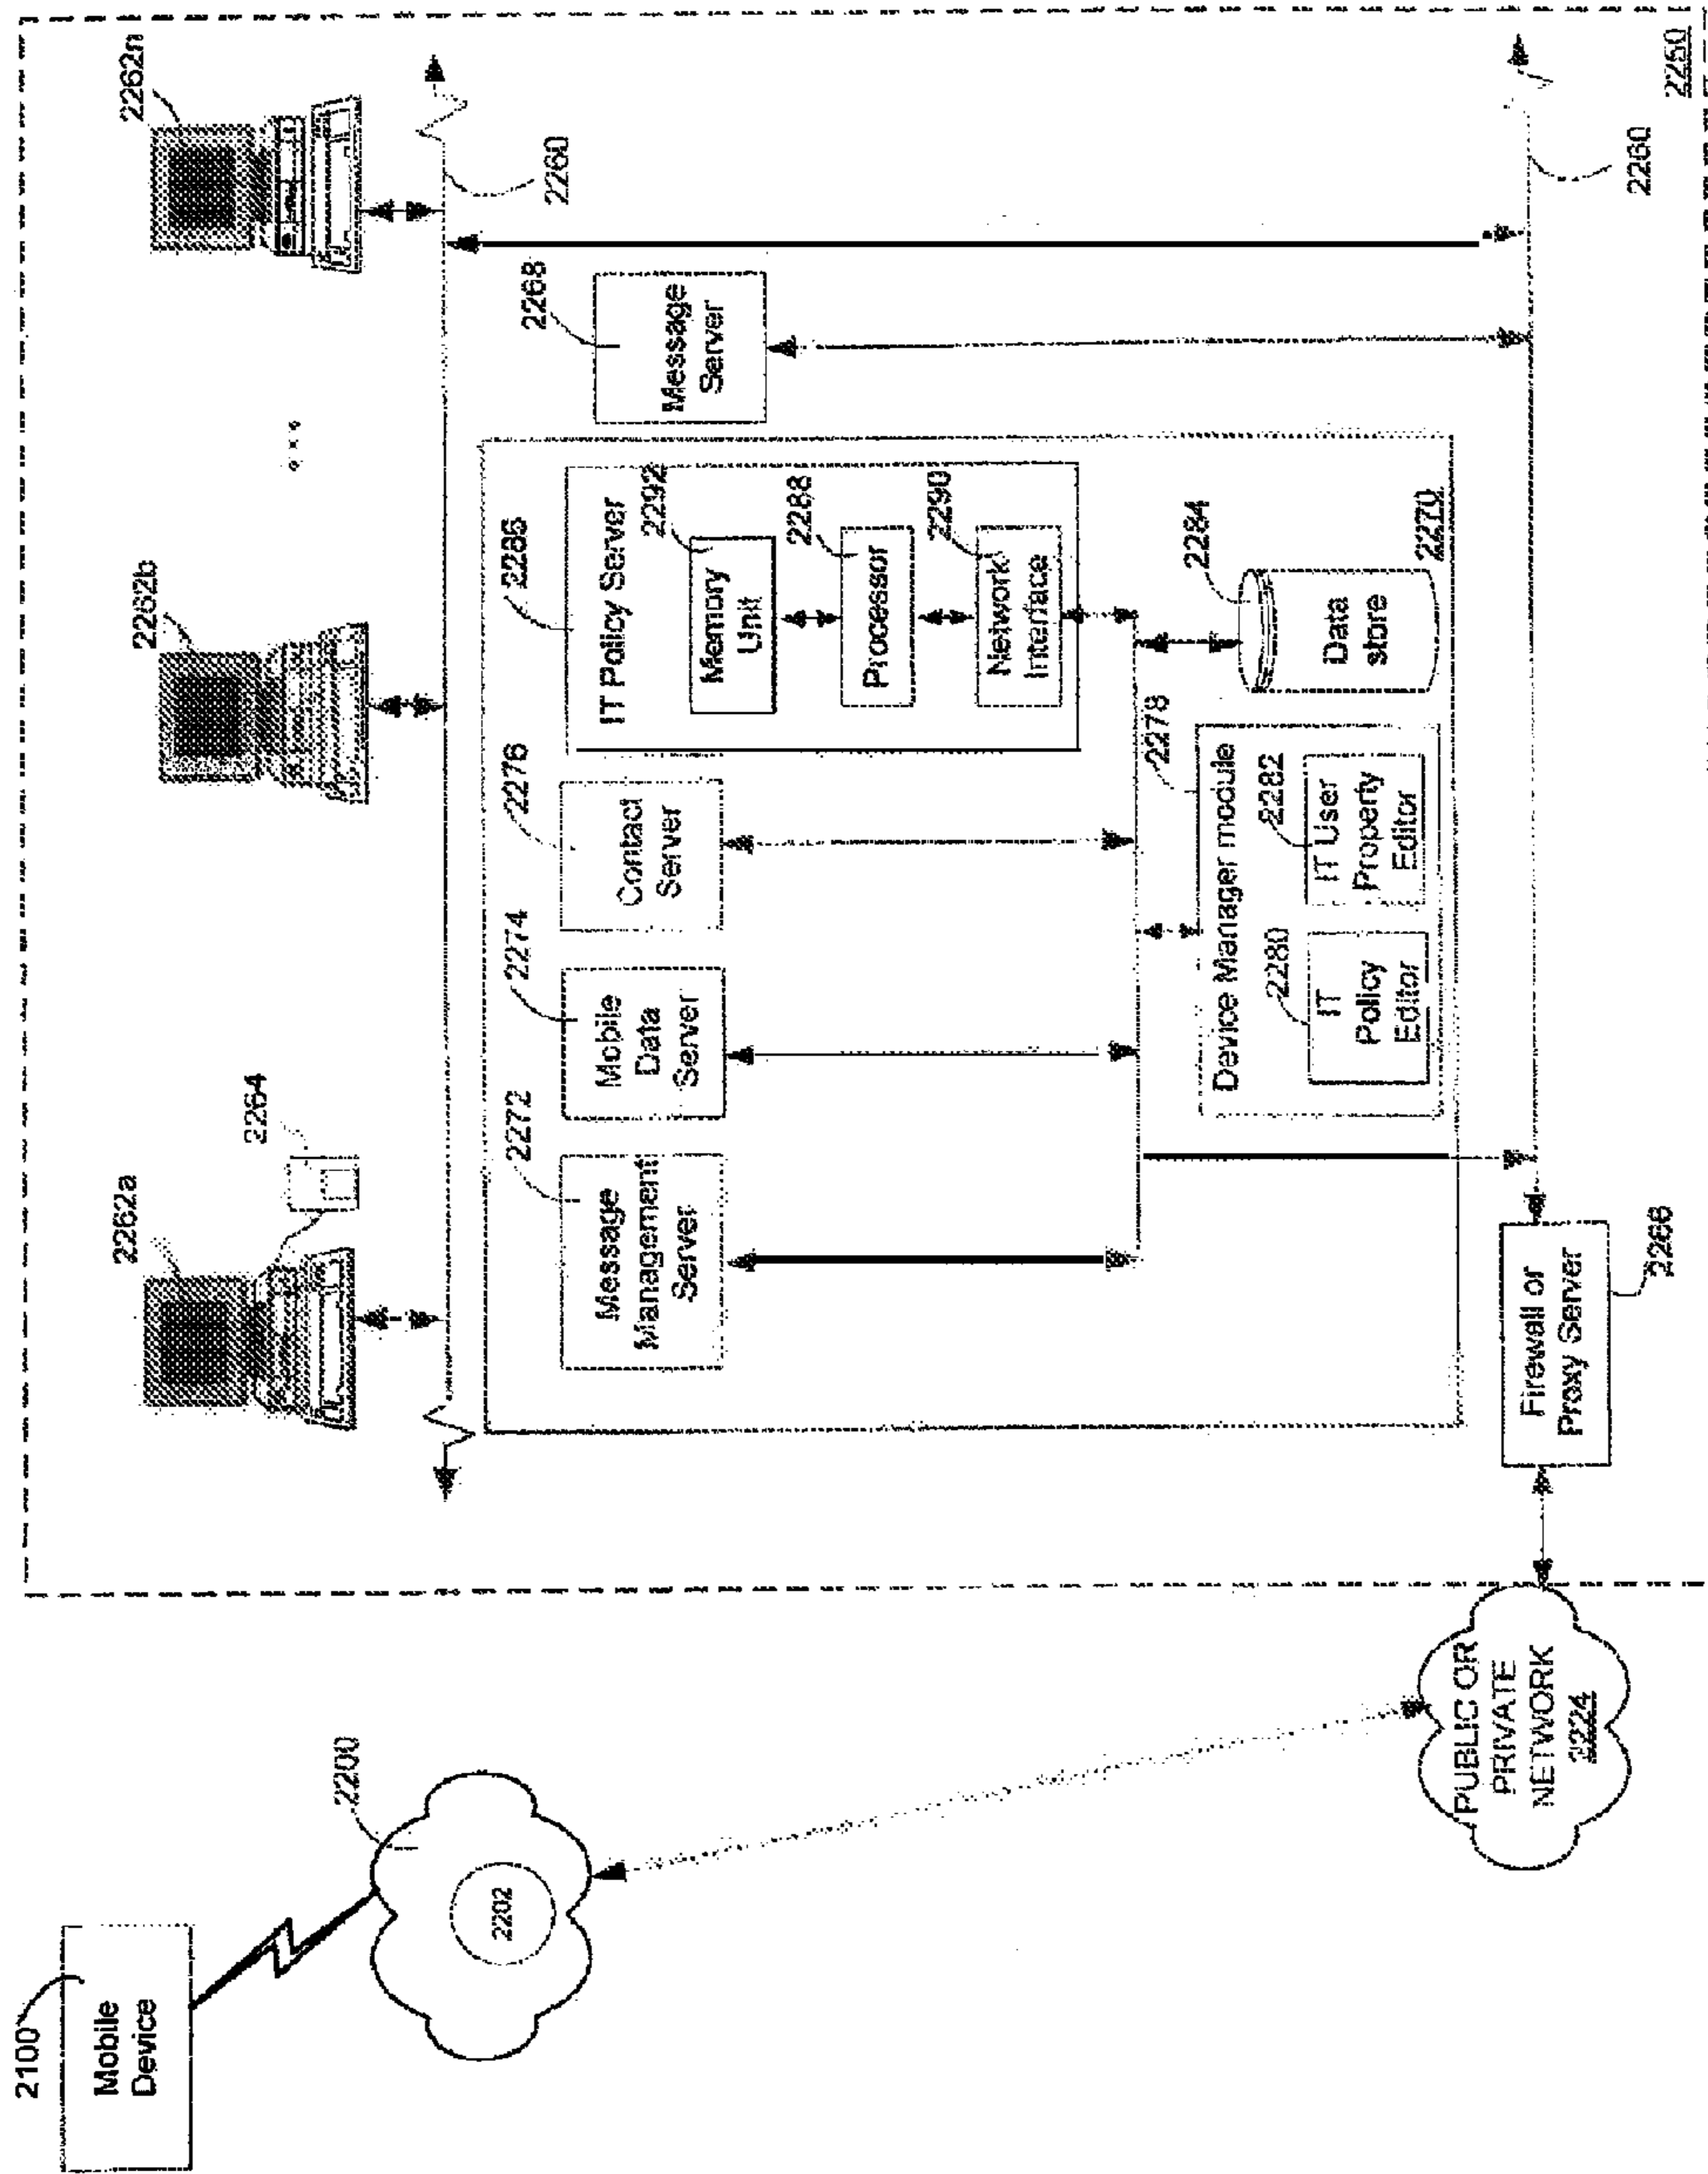 2100
Mobile
Device
2200
2202
PUBLIC OR
PRIVATE
NETWORK
2224
2262a
2264
2262b
2262n
2260
2272
Message
Management
Server
2274
Mobile
Data
Server
2276
Contact
Server
2286
IT Policy Server
2292
Memory
Unit
2288
Processor
2290
Network
Interface
2268
Message
Server
2278
Device Manager module
2280
IT
Policy
Editor
2282
IT User
Property
Editor
2284
Data
store
2270
Firewall or
Proxy Server
2266
2260
2250